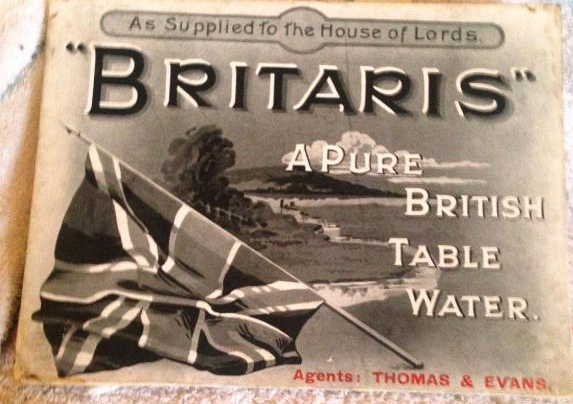 As Supplied to the House of Lords.
"BRITARIS"
A PURE
BRITISH
TABLE
WATER.
Agents: THOMAS & EVANS.